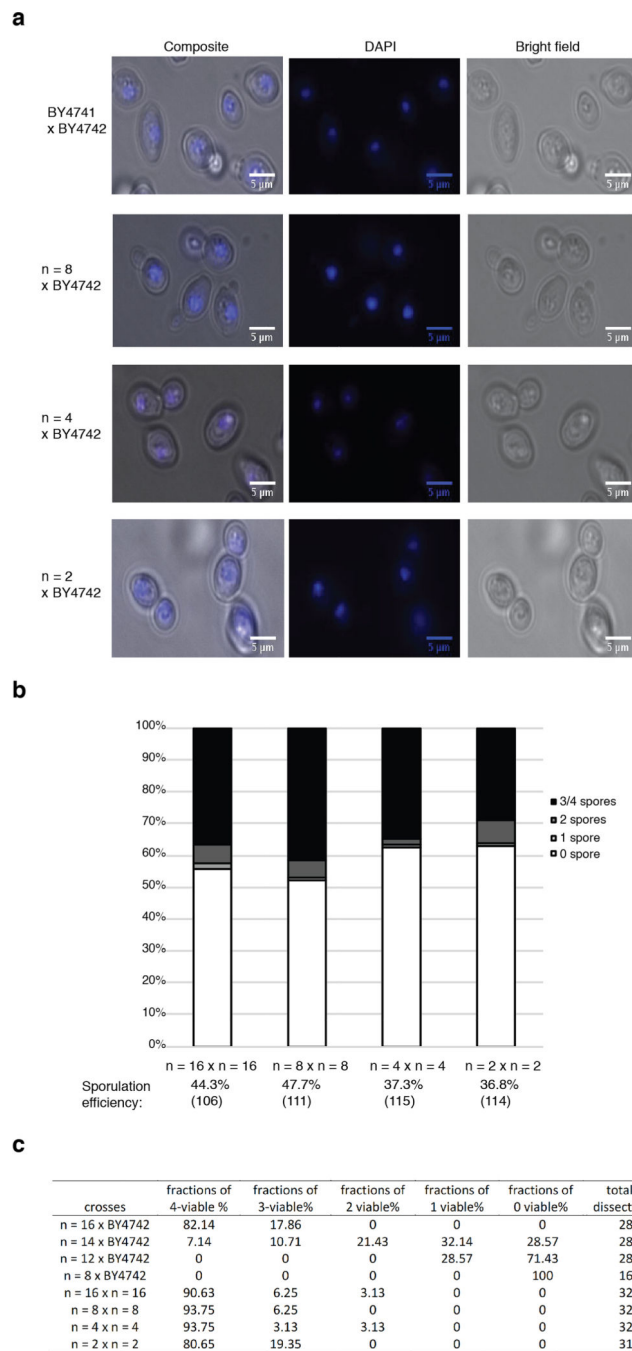 a
Composite DAPI Bright field
BY4741
x BY4742
5 µm 5 µm 5 µm
n = 8
x BY4742
5 µm 5 µm 5 µm
n = 4
x BY4742
5 µm 5 µm 5 µm
n = 2
x BY4742
5 µm 5 µm 5 µm
b
100%
90%
80%
70%
60%
50%
40%
30%
20%
10%
0%
3/4 spores
2 spores
1 spore
0 spore
n = 16 x n = 16 n = 8 x n = 8 n = 4 x n = 4 n = 2 x n = 2
Sporulation 44.3% 47.7% 37.3% 36.8%
efficiency: (106) (111) (115) (114)
c
fractions of fractions of fractions of fractions of fractions of total
crosses 4-viable % 3-viable% 2 viable% 1 viable% 0 viable% dissect
n = 16 x BY4742 82.14 17.86 0 0 0 28
n = 14 x BY4742 7.14 10.71 21.43 32.14 28.57 28
n = 12 x BY4742 0 0 0 28.57 71.43 28
n = 8 x BY4742 0 0 0 0 100 16
n = 16 x n = 16 90.63 6.25 3.13 0 0 32
n = 8 x n = 8 93.75 6.25 0 0 0 32
n = 4 x n = 4 93.75 3.13 3.13 0 0 32
n = 2 x n = 2 80.65 19.35 0 0 0 31